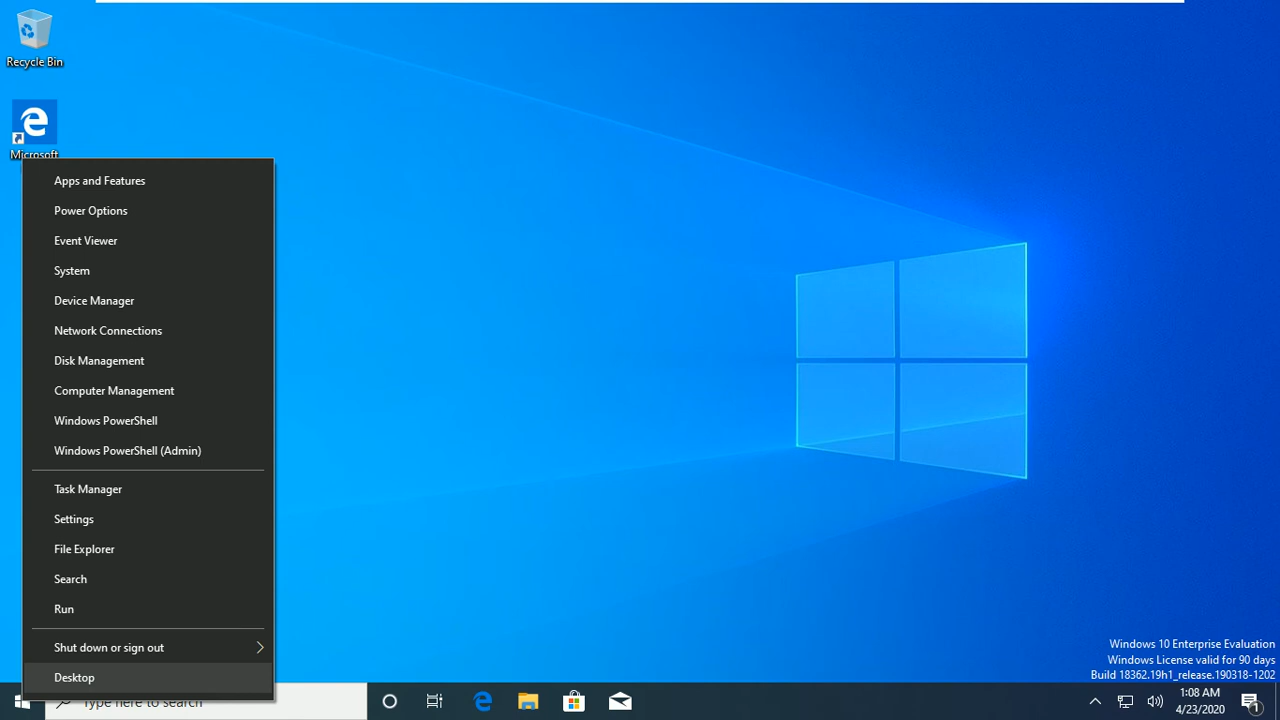 Recycle Bin
Microsoft
Apps and Features
Power Options
Event Viewer
System
Device Manager
Network Connections
Disk Management
Computer Management
Windows PowerShell
Windows PowerShell (Admin)
Task Manager
Settings
File Explorer
Search
Run
Shut down or sign out
Desktop
Type here to search
Windows 10 Enterprise Evaluation
Windows License valid for 90 days
Build 18362.19h1_release.190318-1202
1:08 AM
4/23/2020
1